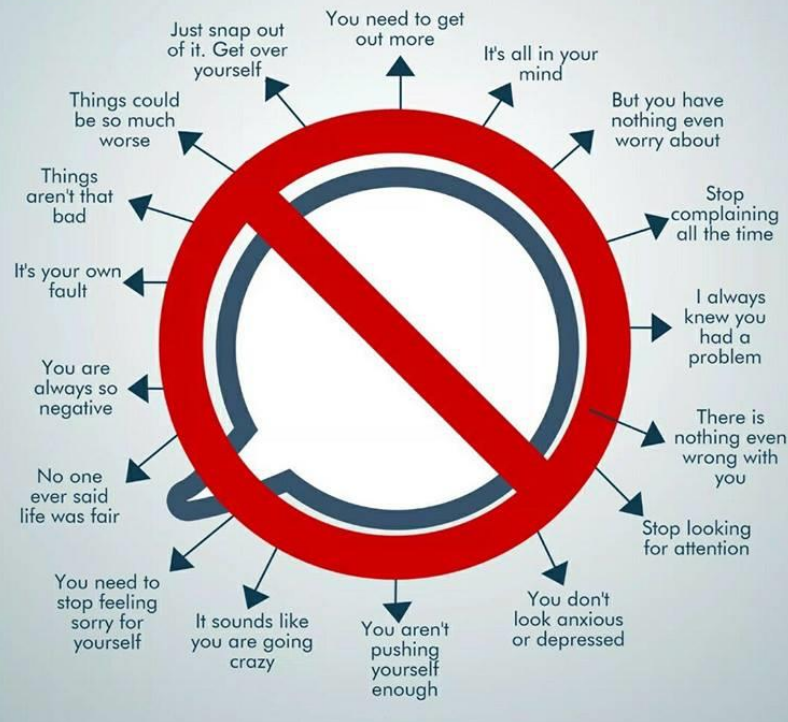 You need to get
out more
It's all in your
mind
But you have
nothing even
worry about
Stop
complaining
all the time
I always
knew you
had a
problem
There is
nothing even
wrong with
you
Stop looking
for attention
You don't
look anxious
or depressed
You aren't
pushing
yourself
enough
It sounds like
you are going
crazy
You need to
stop feeling
sorry for
yourself
No one
ever said
life was fair
You are
always so
negative
It's your own
fault
Things
aren't that
bad
Things could
be so much
worse
Just snap out
of it. Get over
yourself